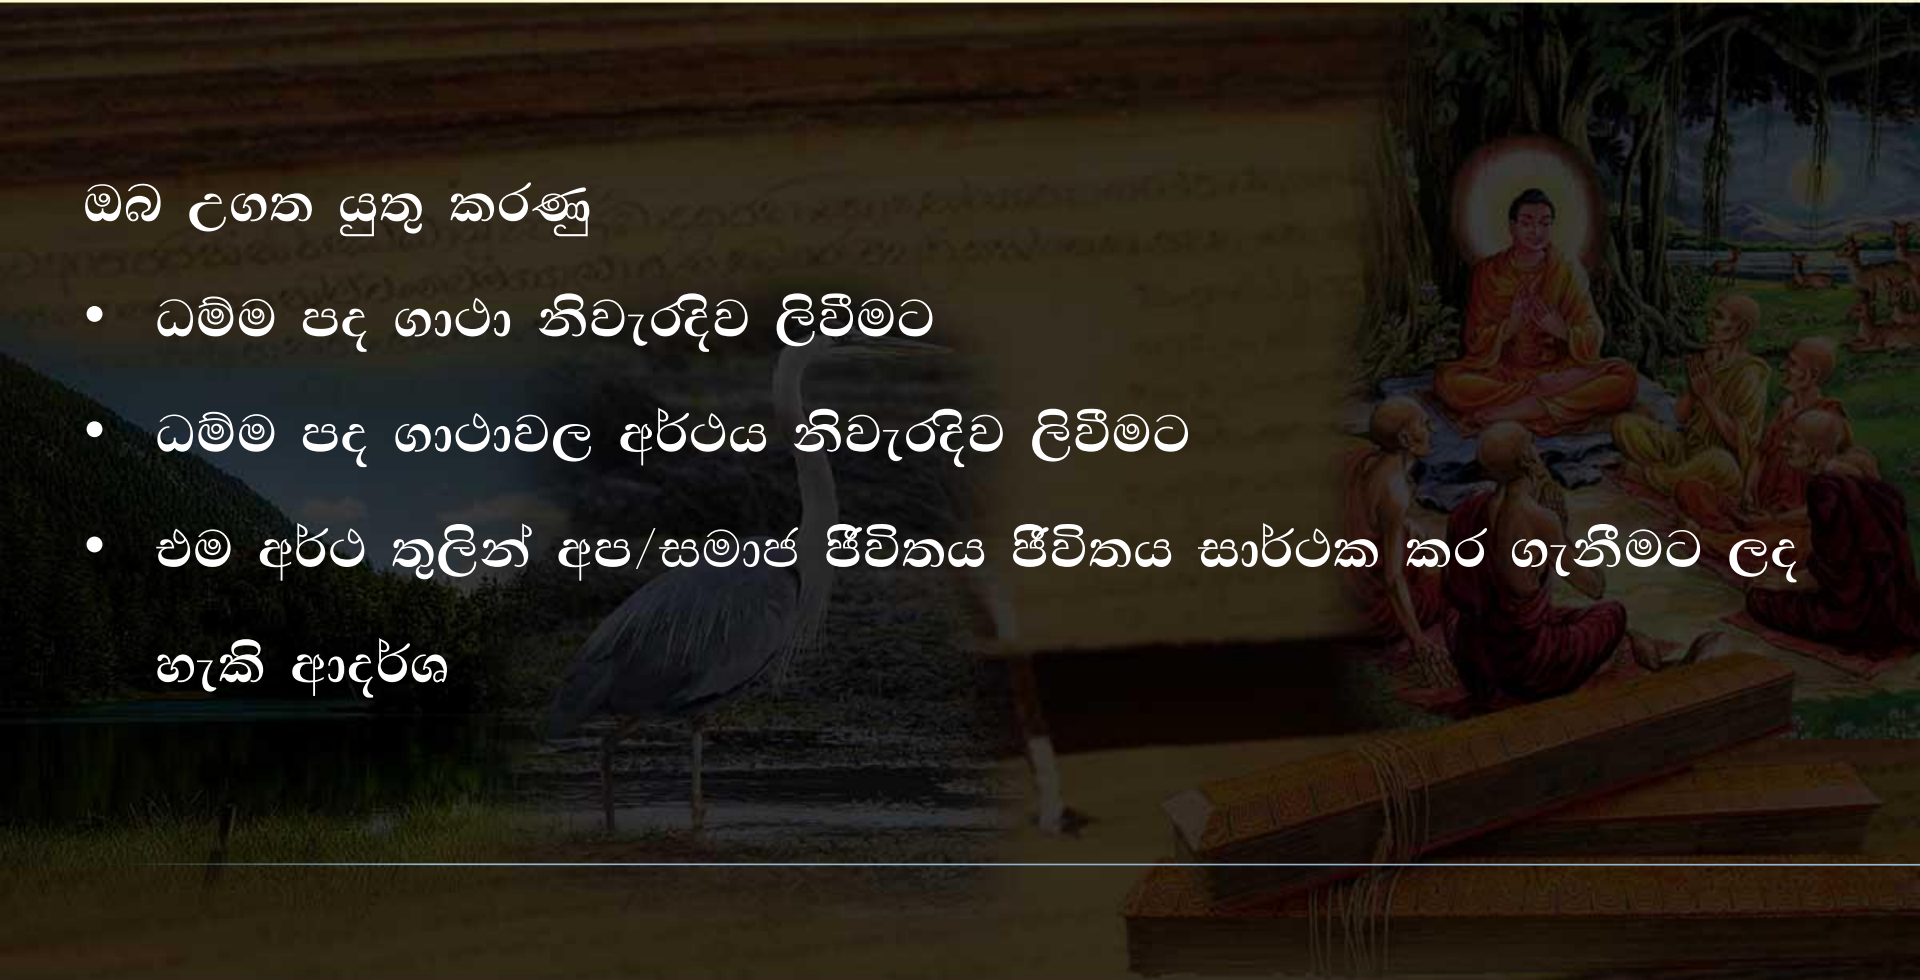 ඔබ උගත යුතු කරණු
• ධම්ම පද ගාථා නිවැරදිව ලිවීමට
• ධම්ම පද ගාථාවල අර්ථය නිවැරදිව ලිවීමට
• එම අර්ථ තුලින් අප/සමාජ ජීවිතය ජීවිතය සාර්ථක කර ගැනීමට ලද
හැකි ආදර්ශ